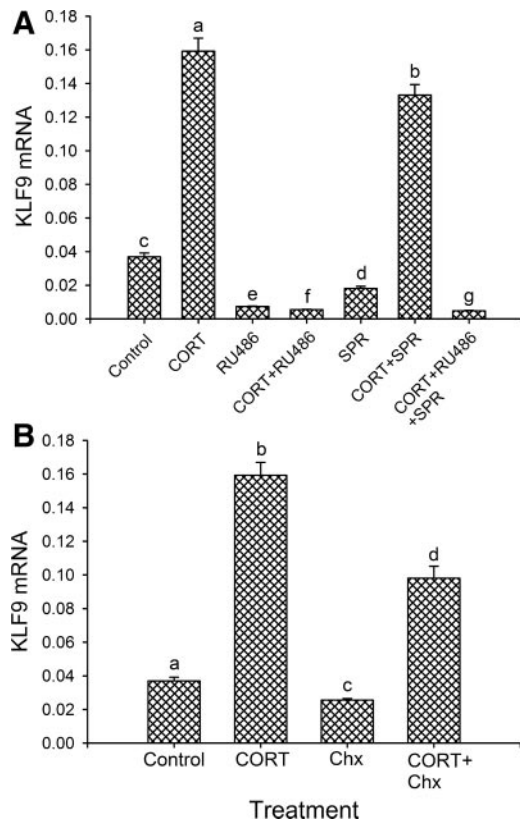 A
KLF9 mRNA
0.18
0.16
0.14
0.12
0.10
0.08
0.06
0.04
0.02
0.00
a
b
c
d
e
f
g
Control
CORT
RU486
CORT+RU486
SPR
CORT+SPR
CORT+RU486
+SPR
B
KLF9 mRNA
0.18
0.16
0.14
0.12
0.10
0.08
0.06
0.04
0.02
0.00
a
b
c
d
Control
CORT
Chx
CORT+
Chx
Treatment